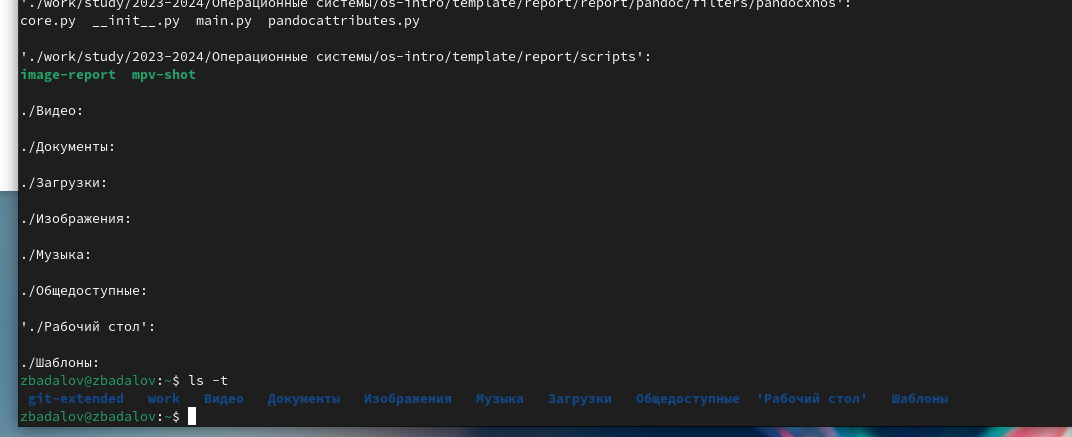 './work/study/2023-2024/Операционные системы/os-intro/template/report/report/pandoc/filters/pandocxnos':
core.py  __init__.py  main.py  pandocattributes.py
'./work/study/2023-2024/Операционные системы/os-intro/template/report/scripts':
image-report  mpv-shot
./Видео:
./Документы:
./Загрузки:
./Изображения:
./Музыка:
./Общедоступные:
'./Рабочий стол':
./Шаблоны:
zbadalov@zbadalov:~$ ls -t
git-extended  work  Видео  Документы  Изображения  Музыка  Загрузки  Общедоступные  'Рабочий стол'  Шаблоны
zbadalov@zbadalov:~$